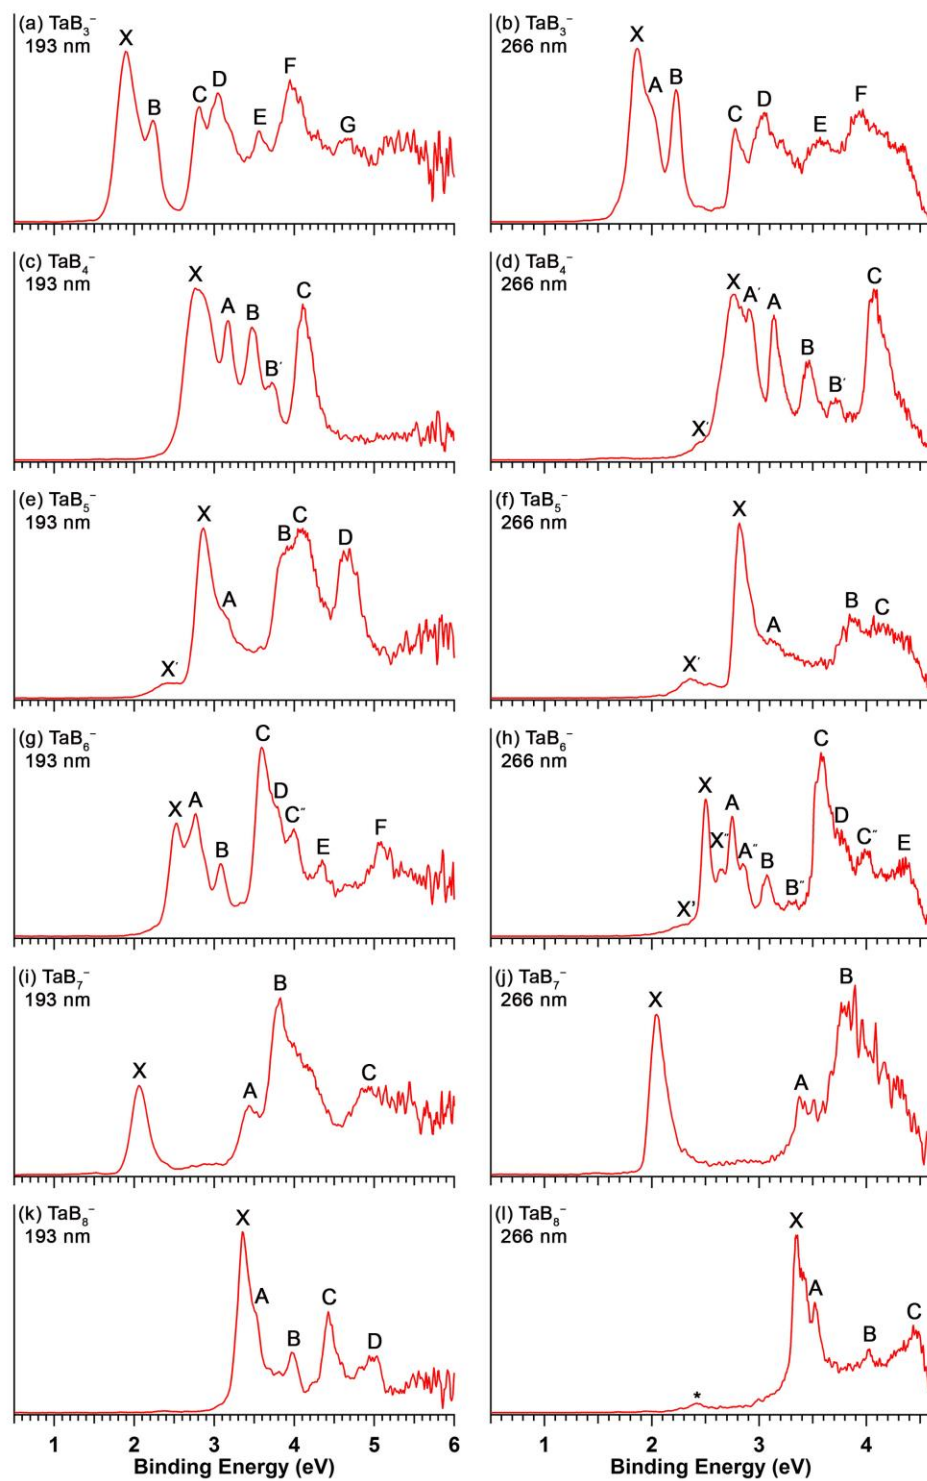 (a) TaB₃⁻
193 nm
X
B
C
D
E
F
G
(b) TaB₃⁻
266 nm
X
A
B
C
D
E
F
(c) TaB₄⁻
193 nm
X
A
B
B′
C
(d) TaB₄⁻
266 nm
X′
X
A′
A
B
B′
C
(e) TaB₅⁻
193 nm
X′
X
A
B
C
D
(f) TaB₅⁻
266 nm
X′
X
A
B
C
(g) TaB₆⁻
193 nm
X
A
B
C
D
C″
E
F
(h) TaB₆⁻
266 nm
X′
X
X″
A
A″
B
B″
C
D
C″
E
(i) TaB₇⁻
193 nm
X
A
B
C
(j) TaB₇⁻
266 nm
X
A
B
(k) TaB₈⁻
193 nm
X
A
B
C
D
(l) TaB₈⁻
266 nm
*
X
A
B
C
1 2 3 4 5 6
Binding Energy (eV)
1 2 3 4
Binding Energy (eV)